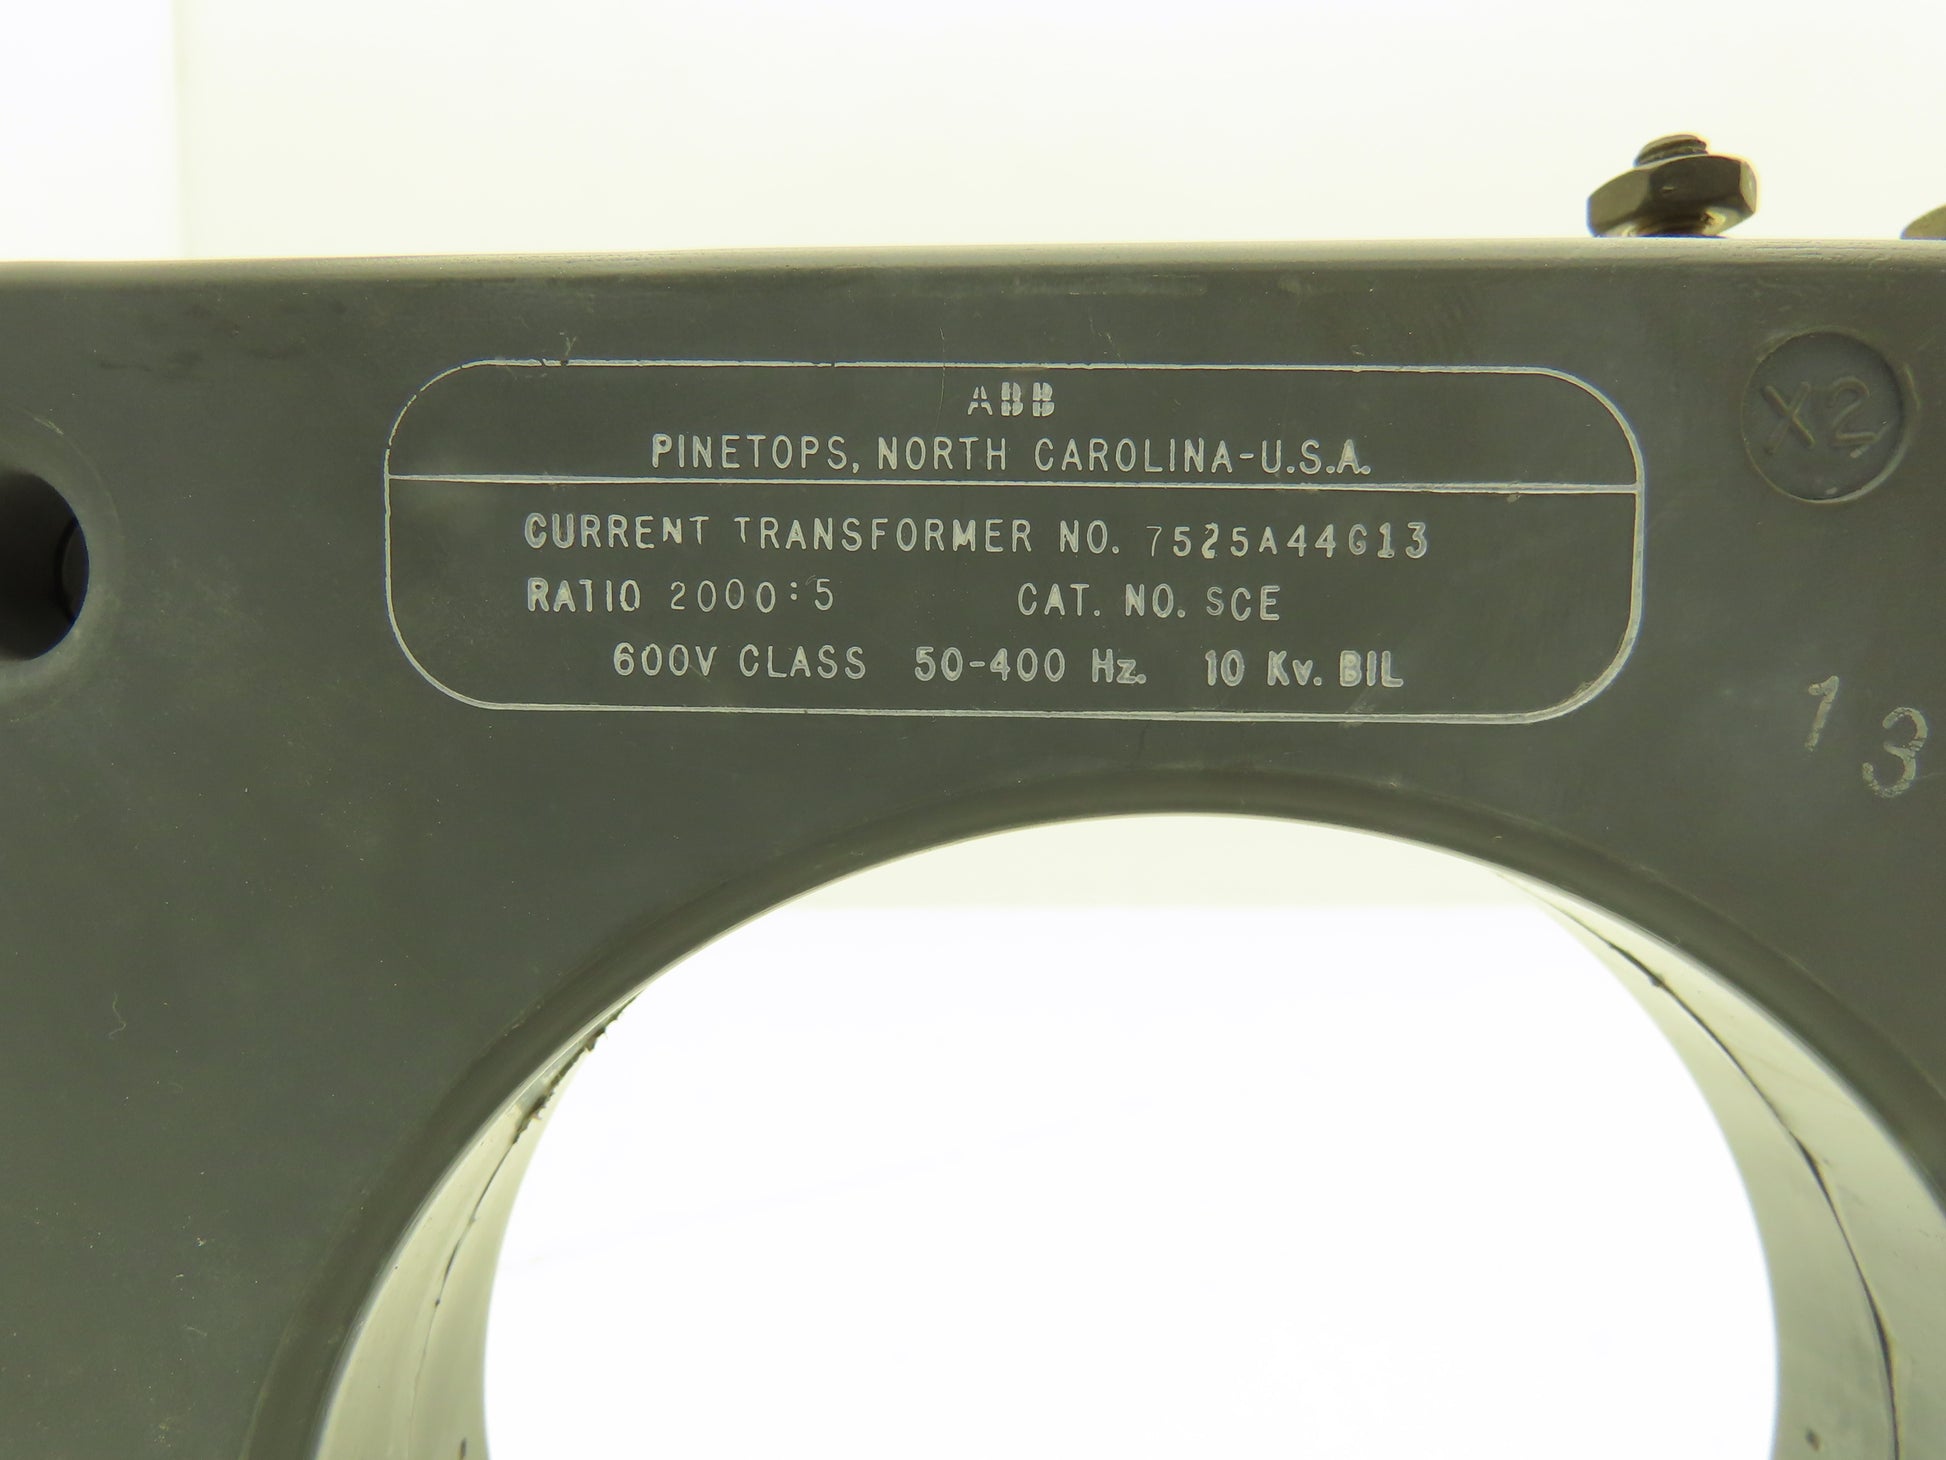 ABB
PINETOPS, NORTH CAROLINA-U.S.A.
CURRENT TRANSFORMER NO. 7525A44G13
RATIO 2000:5 CAT. NO. SCE
600V CLASS 50-400 Hz. 10 Kv. BIL
X2
13